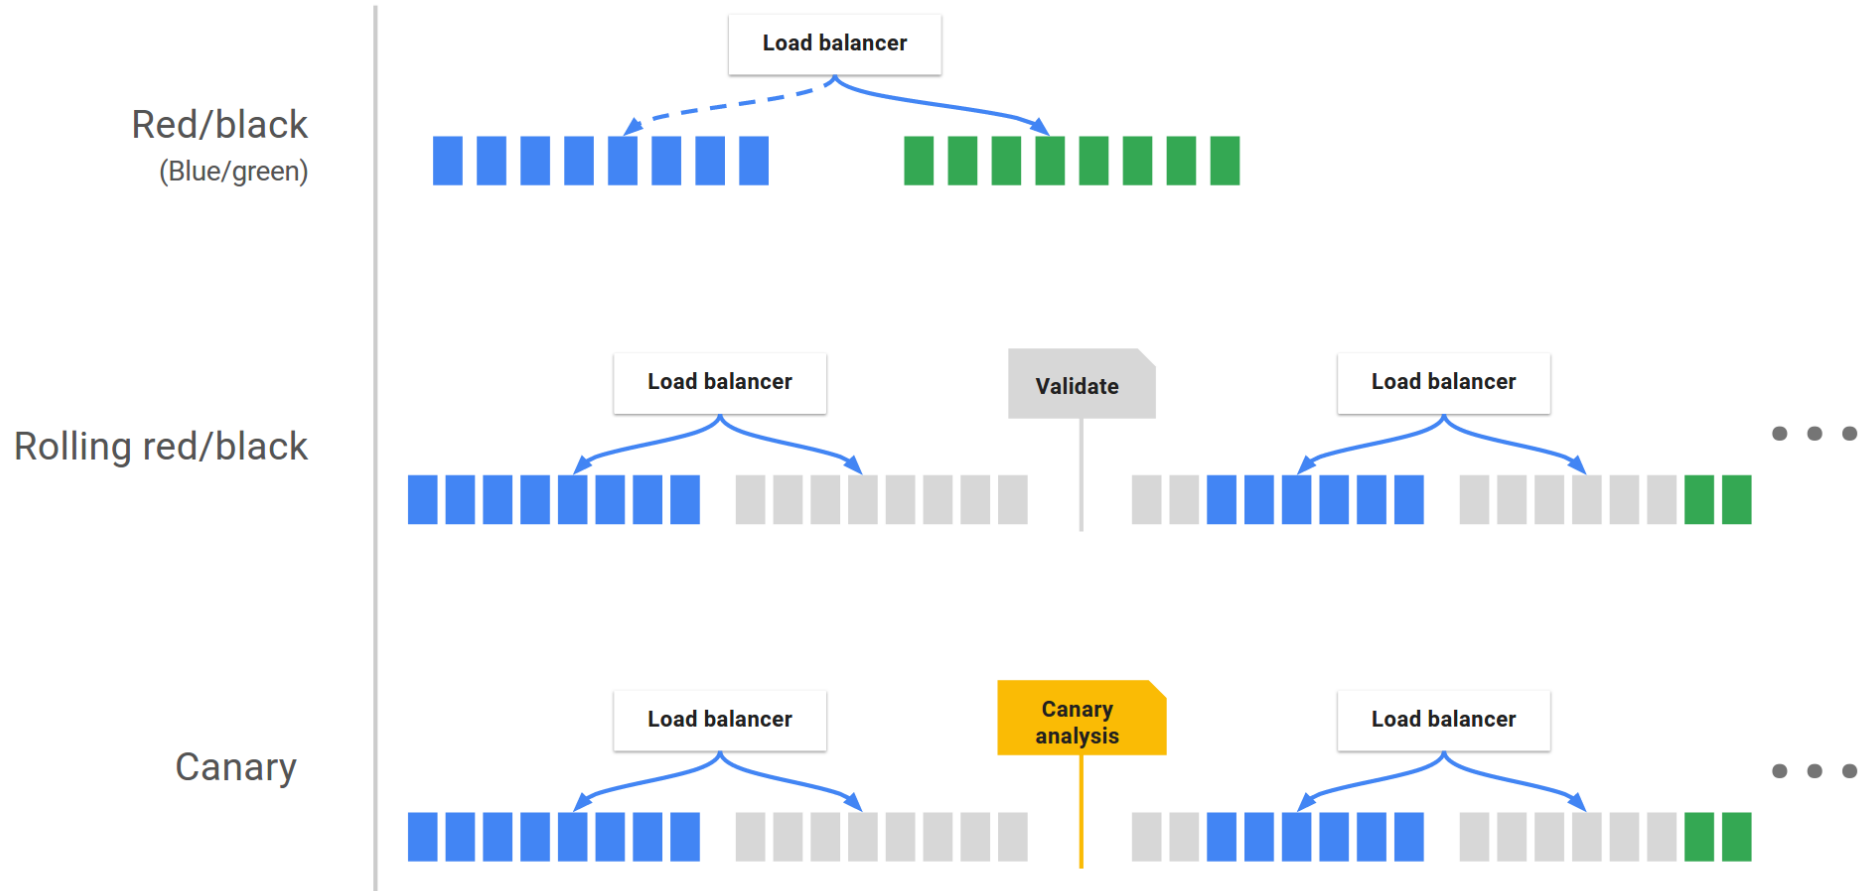 Load balancer
Red/black
(Blue/green)
Load balancer
Validate
Load balancer
Rolling red/black
Load balancer
Canary
analysis
Load balancer
Canary